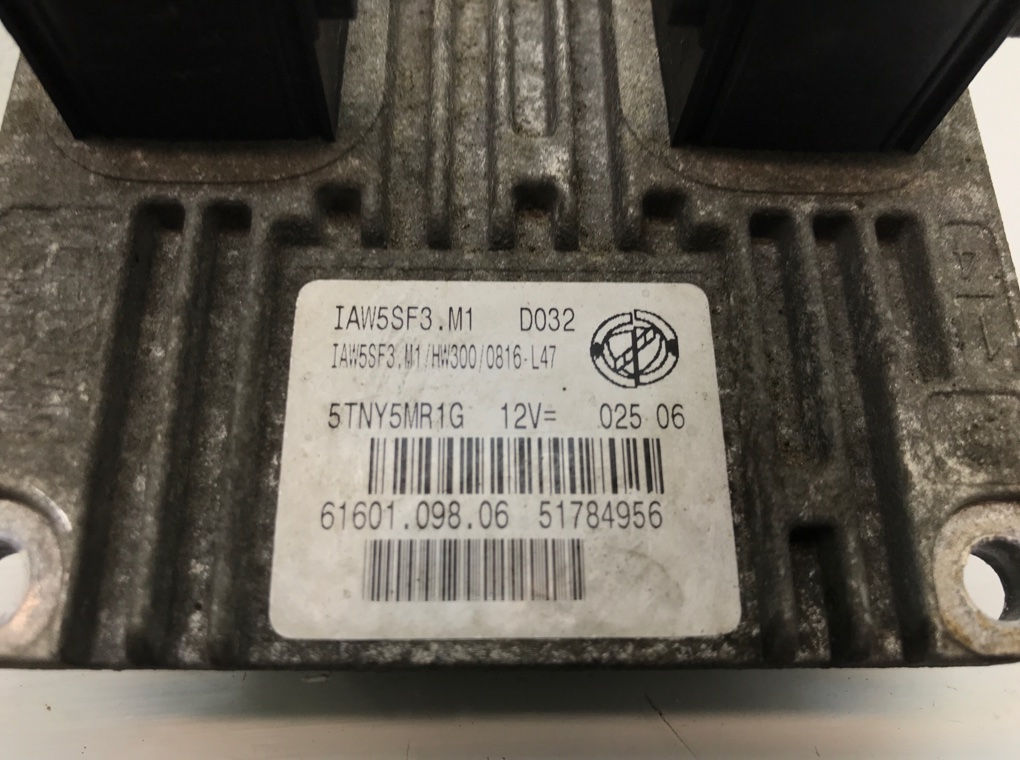 IAW5SF3.M1 D032
IAW5SF3.M1/HW300/0816-L47
5TNY5MR1G 12V= 025 06
61601.098.06 51784956